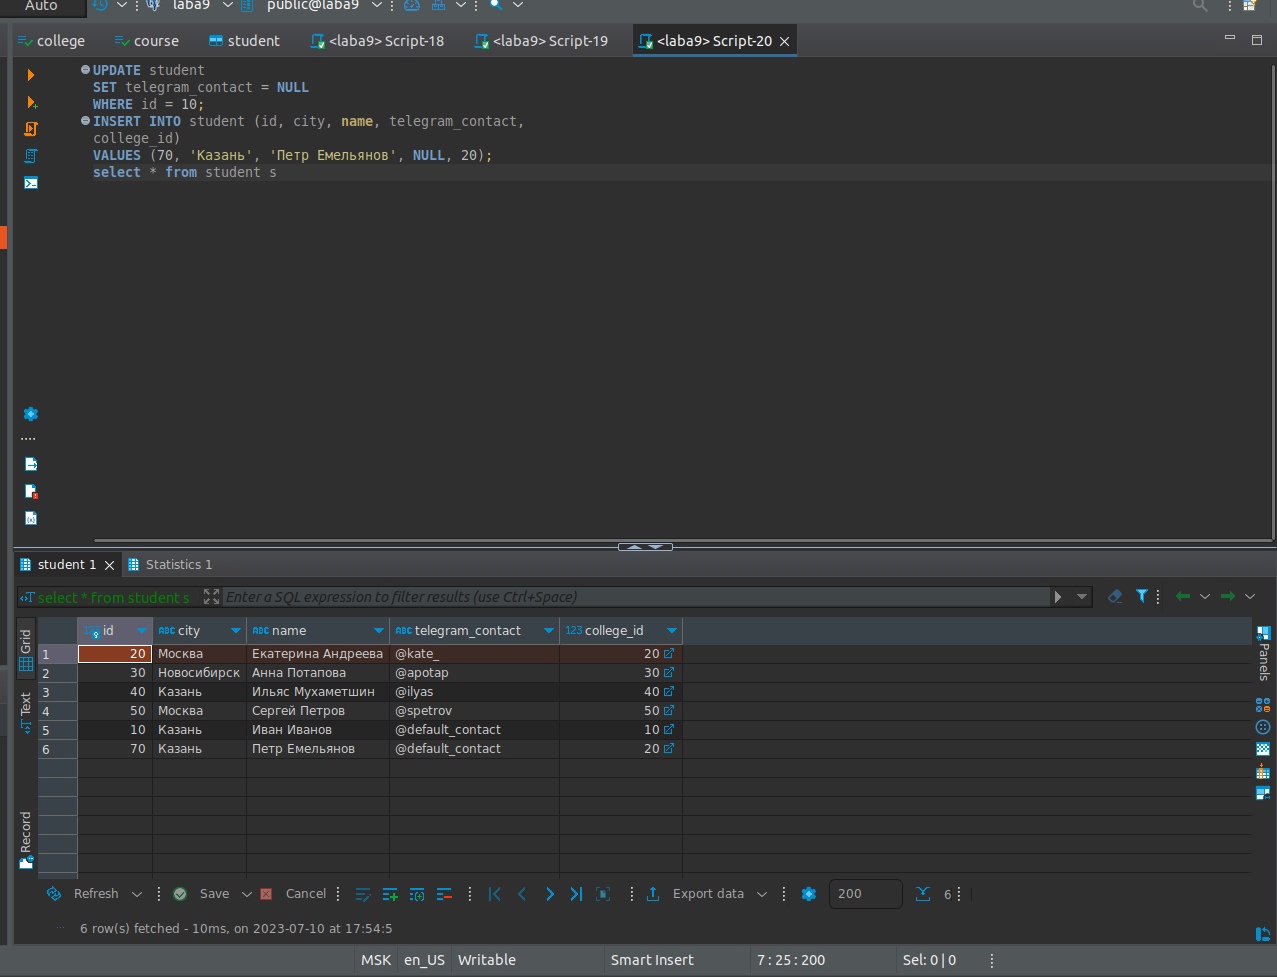 Auto laba9 public@laba9
college course student <laba9> Script-18 <laba9> Script-19 <laba9> Script-20
UPDATE student
SET telegram_contact = NULL
WHERE id = 10;
INSERT INTO student (id, city, name, telegram_contact,
college_id)
VALUES (70, 'Казань', 'Петр Емельянов', NULL, 20);
select * from student s
student 1 Statistics 1
select * from student s Enter a SQL expression to filter results (use Ctrl+Space)
Grid
Text
Record
123 id ABC city ABC name ABC telegram_contact 123 college_id
1 20 Москва Екатерина Андреева @kate_ 20
2 30 Новосибирск Анна Потапова @apotap 30
3 40 Казань Ильяс Мухаметшин @ilyas 40
4 50 Москва Сергей Петров @spetrov 50
5 10 Казань Иван Иванов @default_contact 10
6 70 Казань Петр Емельянов @default_contact 20
Panels
Refresh Save Cancel Export data 200 6
6 row(s) fetched - 10ms, on 2023-07-10 at 17:54:5
MSK en_US Writable Smart Insert 7 : 25 : 200 Sel: 0 | 0